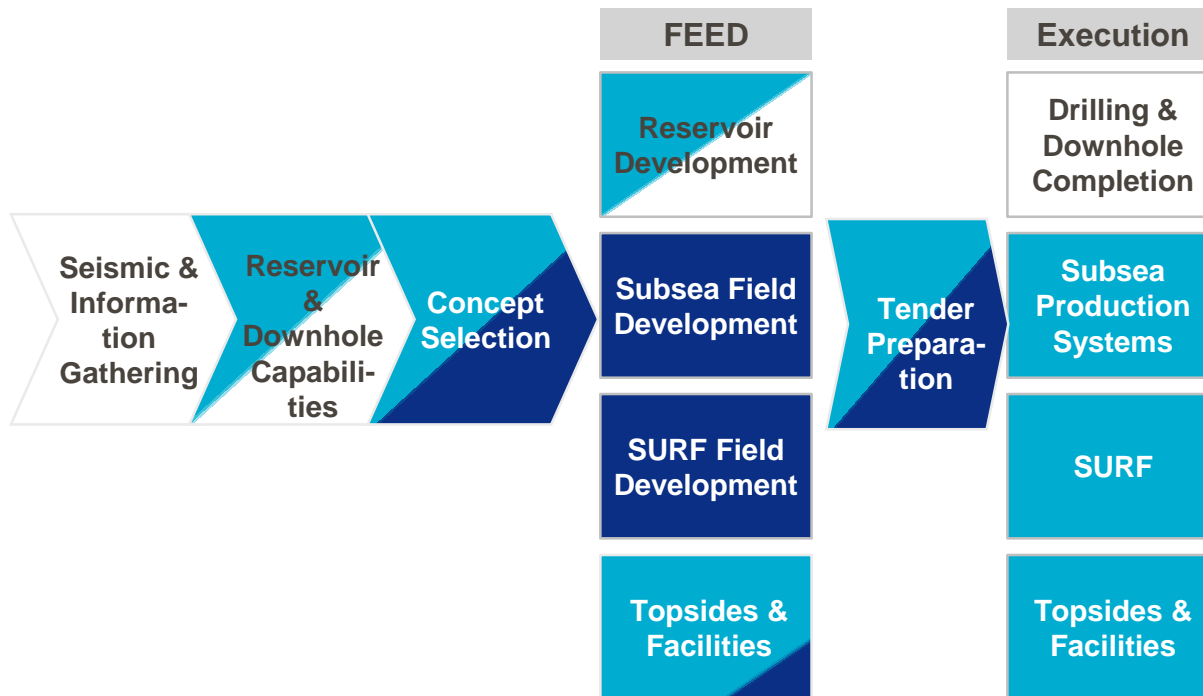 FEED
Execution
Reservoir
Development
Drilling &
Downhole
Completion
Seismic &
Informa-
tion
Gathering
Reservoir
&
Downhole
Capabili-
ties
Concept
Selection
Subsea Field
Development
Tender
Prepara-
tion
Subsea
Production
Systems
SURF Field
Development
SURF
Topsides &
Facilities
Topsides &
Facilities